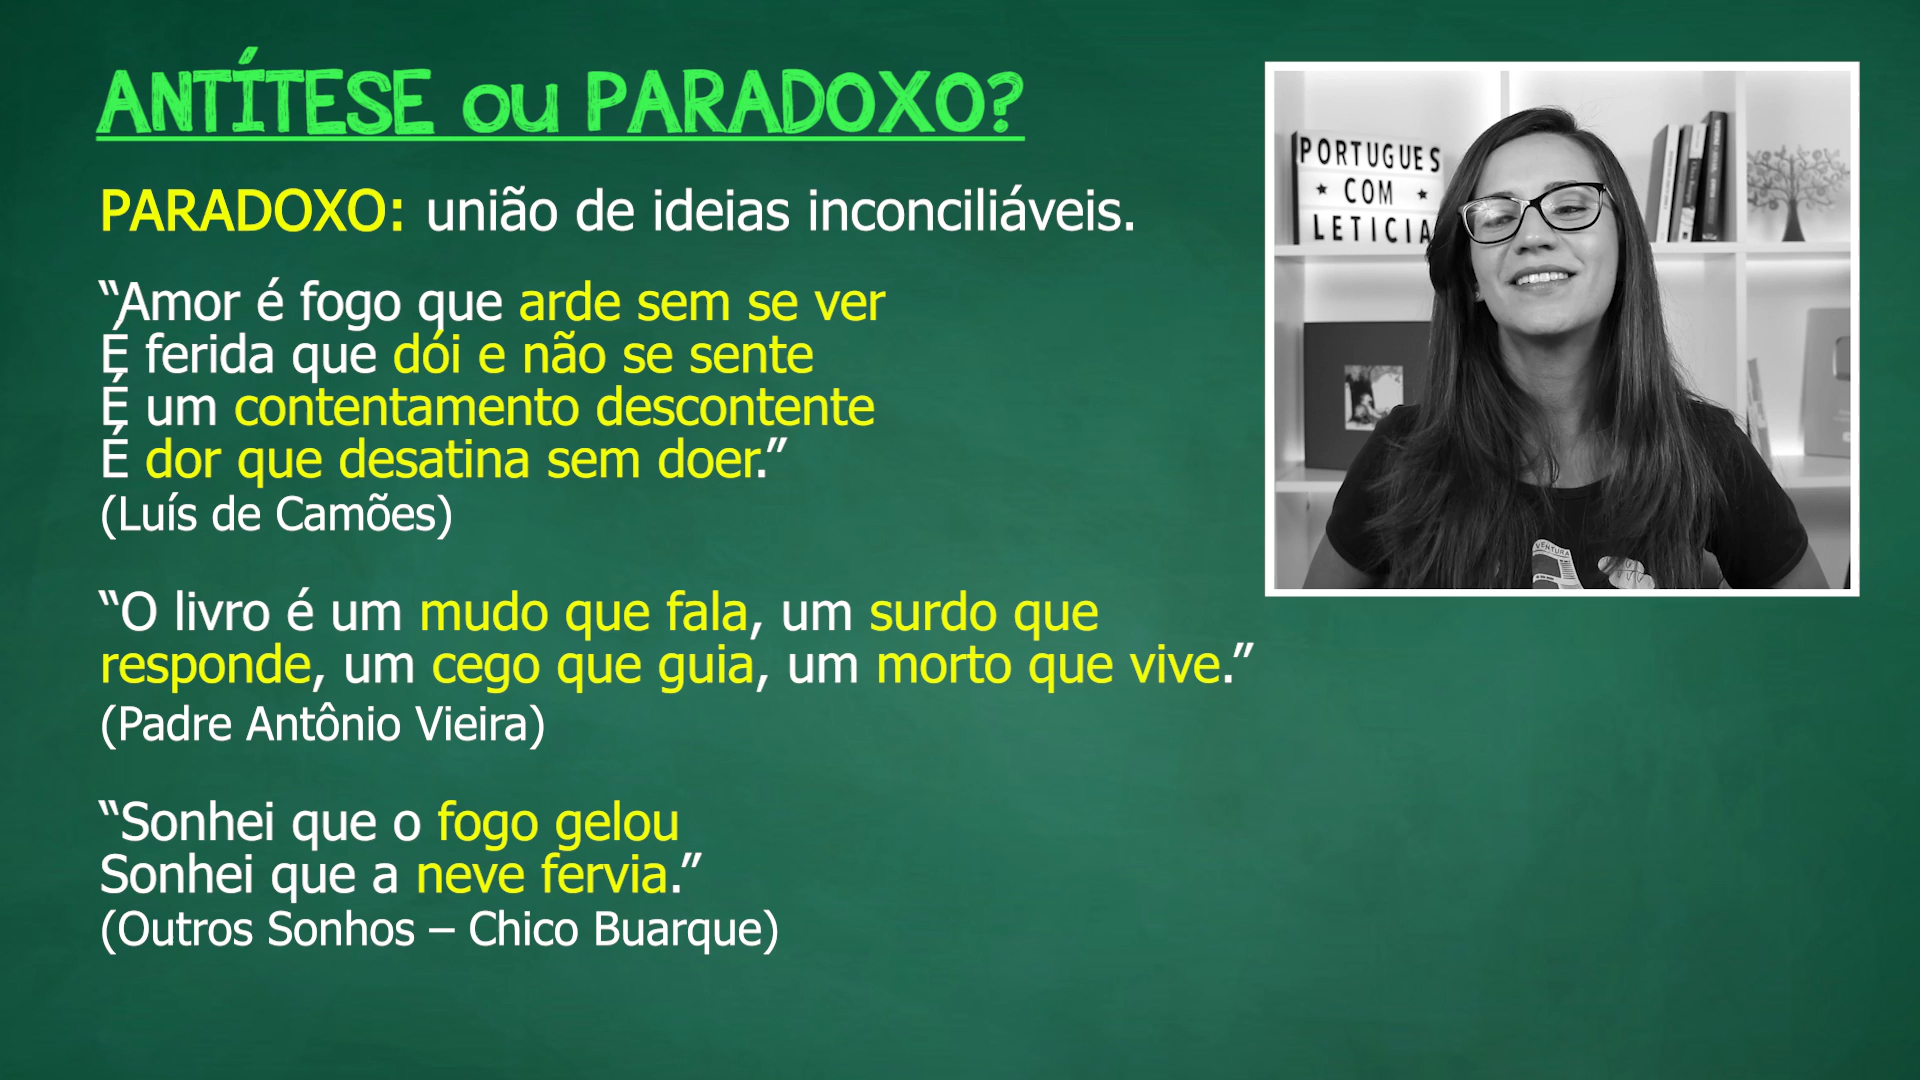 ANTÍTESE ou PARADOXO?
PARADOXO: união de ideias inconciliáveis.
“Amor é fogo que arde sem se ver
É ferida que dói e não se sente
É um contentamento descontente
É dor que desatina sem doer.”
(Luís de Camões)
“O livro é um mudo que fala, um surdo que
responde, um cego que guia, um morto que vive.”
(Padre Antônio Vieira)
“Sonhei que o fogo gelou
Sonhei que a neve fervia.”
(Outros Sonhos – Chico Buarque)
PORTUGUES
★ COM ★
LETICIA
VENTURA